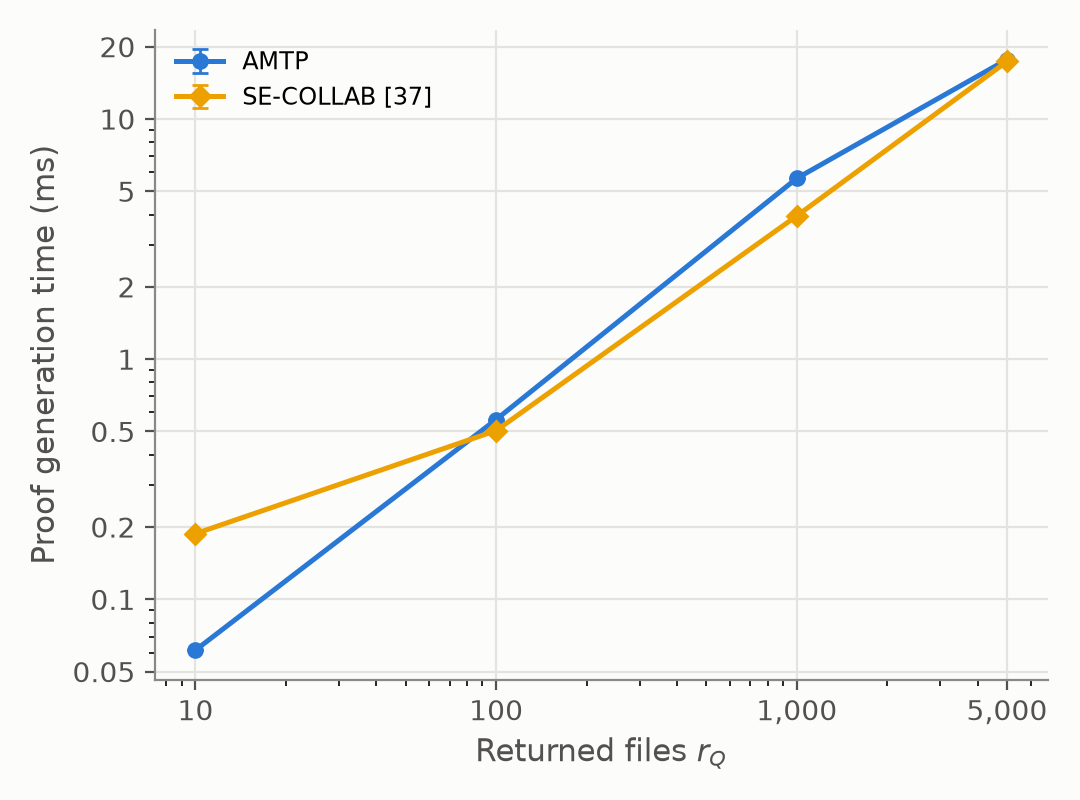 AMTP
SE-COLLAB [37]
Proof generation time (ms)
20
10
5
2
1
0.5
0.2
0.1
0.05
10 100 1,000 5,000
Returned files r_Q